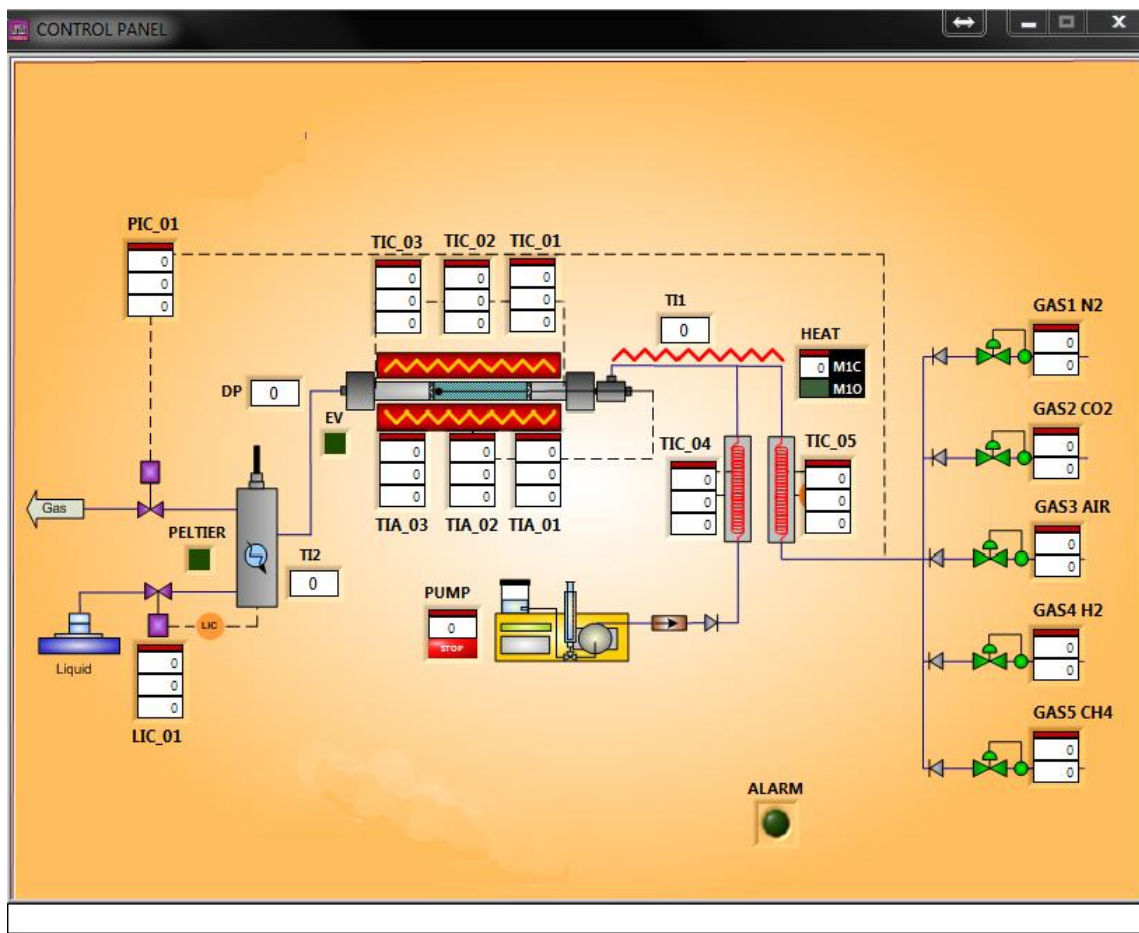 CONTROL PANEL
PIC_01
0
0
0
TIC_03
0
0
0
TIC_02
0
0
0
TIC_01
0
0
0
TI1
0
HEAT
0 M1C
M1O
GAS1 N2
0
0
DP 0
EV
GAS2 CO2
0
0
TIC_04
0
0
0
TIC_05
0
0
0
0
0
0
TIA_03
0
0
0
TIA_02
0
0
0
TIA_01
Gas
PELTIER
TI2
0
GAS3 AIR
0
0
PUMP
0
STOP
LIC
Liquid
0
0
0
LIC_01
GAS4 H2
0
0
GAS5 CH4
0
0
ALARM